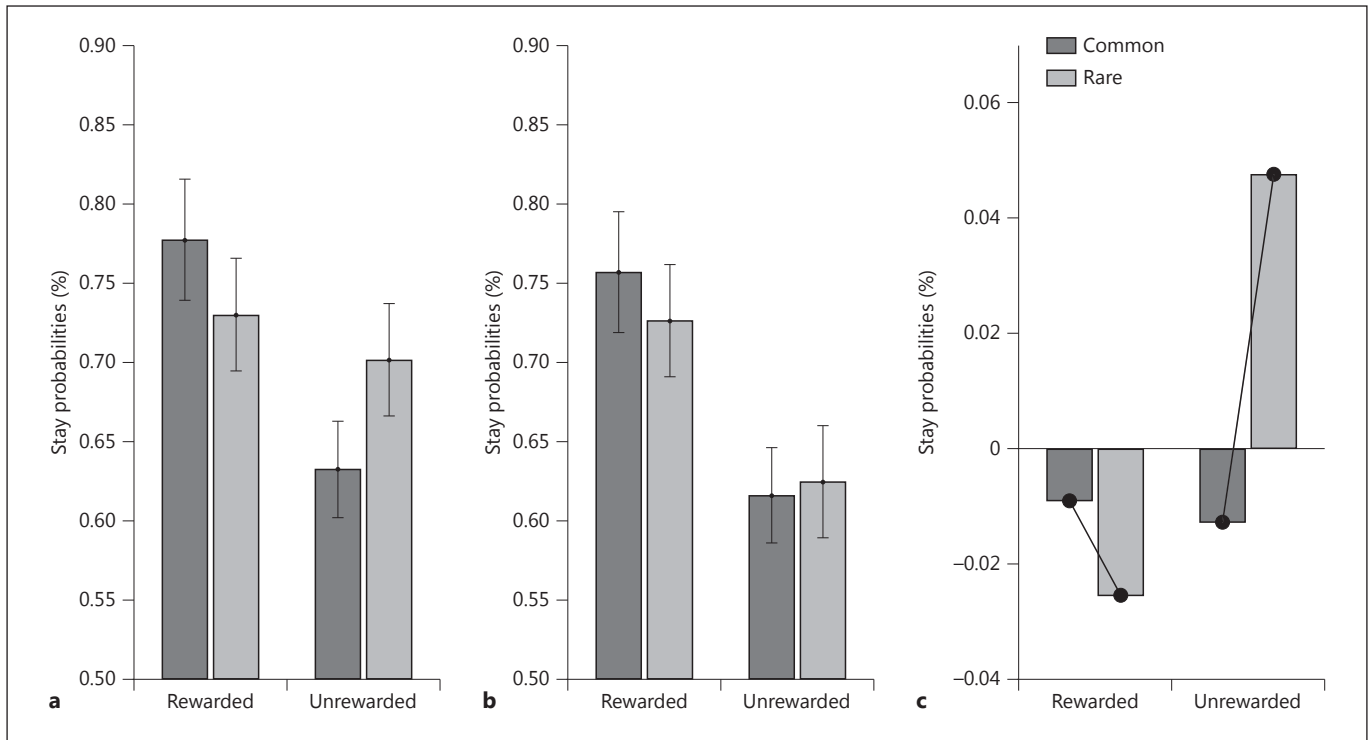 0.90
0.85
0.80
0.75
0.70
0.65
0.60
0.55
0.50
Stay probabilities (%)
Rewarded
Unrewarded
a
0.90
0.85
0.80
0.75
0.70
0.65
0.60
0.55
0.50
Stay probabilities (%)
Rewarded
Unrewarded
b
Common
Rare
0.06
0.04
0.02
0
–0.02
–0.04
Stay probabilities (%)
Rewarded
Unrewarded
c